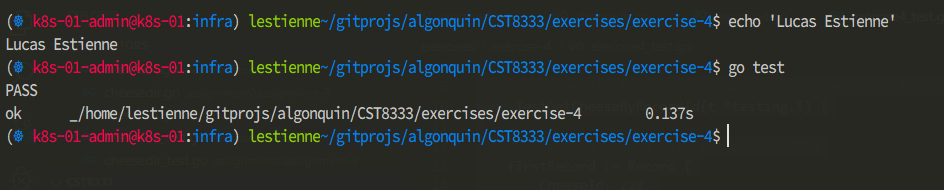 (☸ k8s-01-admin@k8s-01:infra) lestienne~/gitprojs/algonquin/CST8333/exercises/exercise-4$ echo 'Lucas Estienne'
Lucas Estienne
(☸ k8s-01-admin@k8s-01:infra) lestienne~/gitprojs/algonquin/CST8333/exercises/exercise-4$ go test
PASS
ok _/home/lestienne/gitprojs/algonquin/CST8333/exercises/exercise-4 0.137s
(☸ k8s-01-admin@k8s-01:infra) lestienne~/gitprojs/algonquin/CST8333/exercises/exercise-4$